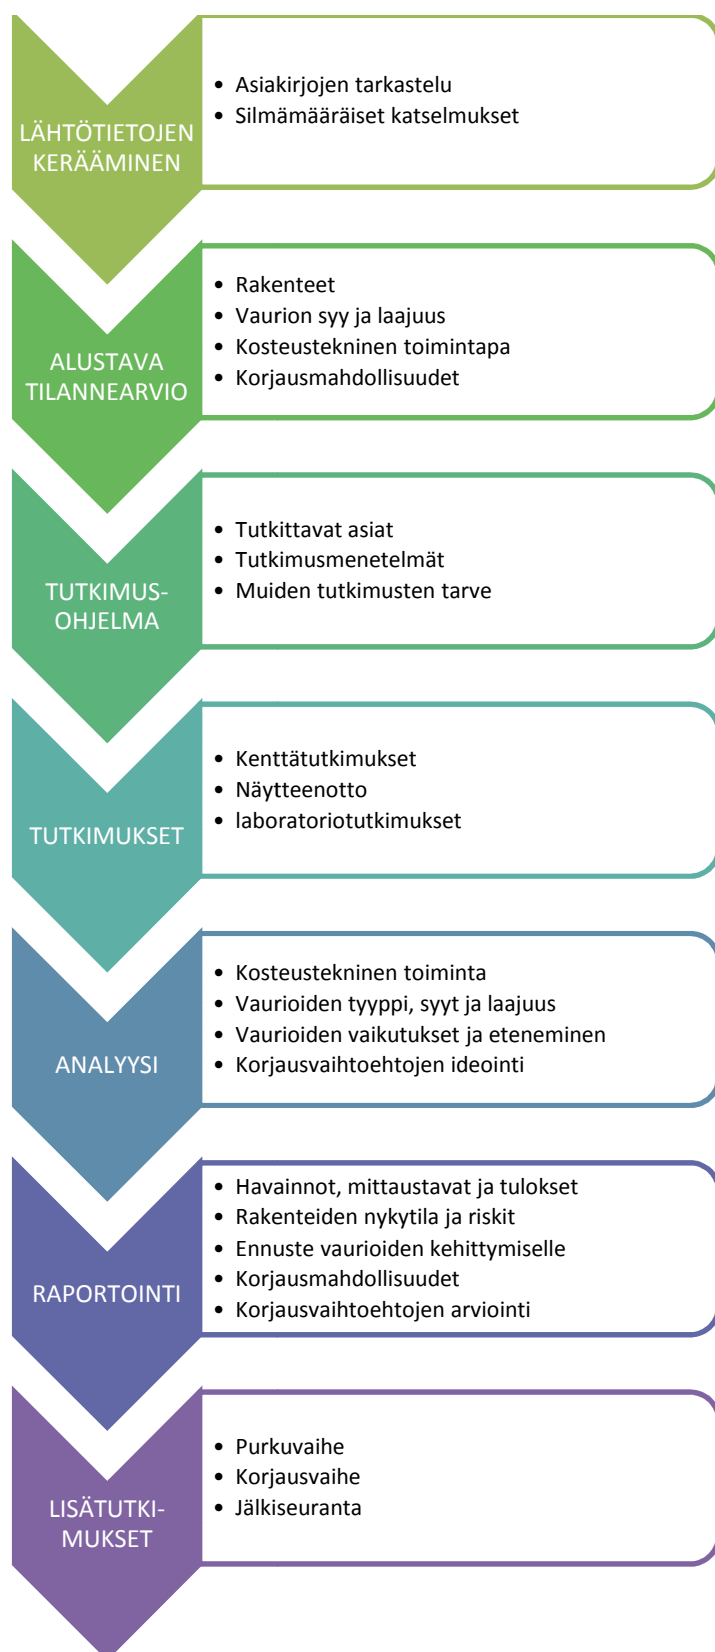 LÄHTÖTIETOJEN
KERÄÄMINEN
• Asiakirjojen tarkastelu
• Silmämääräiset katselmukset
ALUSTAVA
TILANNEARVIO
• Rakenteet
• Vaurion syy ja laajuus
• Kosteustekninen toimintapa
• Korjausmahdollisuudet
TUTKIMUS-
OHJELMA
• Tutkittavat asiat
• Tutkimusmenetelmät
• Muiden tutkimusten tarve
TUTKIMUKSET
• Kenttätutkimukset
• Näytteenotto
• laboratoriotutkimukset
ANALYYSI
• Kosteustekninen toiminta
• Vaurioiden tyyppi, syyt ja laajuus
• Vaurioiden vaikutukset ja eteneminen
• Korjausvaihtoehtojen ideointi
RAPORTOINTI
• Havainnot, mittaustavat ja tulokset
• Rakenteiden nykytila ja riskit
• Ennuste vaurioiden kehittymiselle
• Korjausmahdollisuudet
• Korjausvaihtoehtojen arviointi
LISÄTUTKI-
MUKSET
• Purkuvaihe
• Korjausvaihe
• Jälkiseuranta